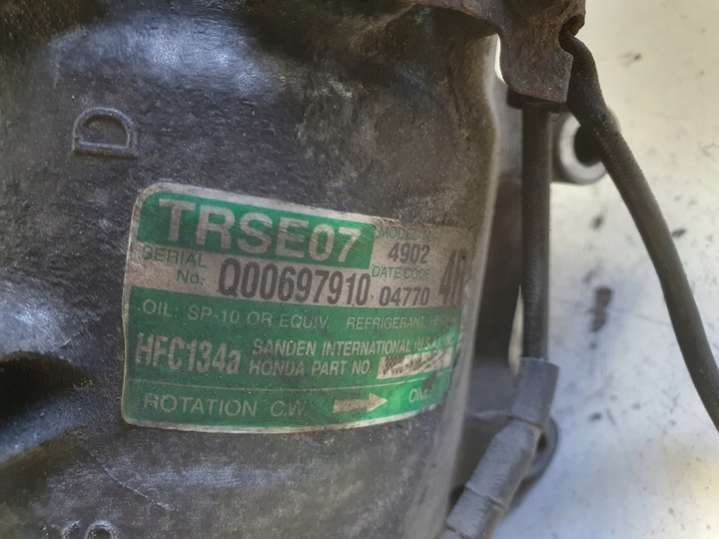 D
TRSE07
MODEL
4902
SERIAL No. Q00697910
DATE CODE
04770
OIL: SP-10 OR EQUIV. REFRIGERANT
HFC134a SANDEN INTERNATIONAL
HONDA PART NO.
ROTATION C.W.